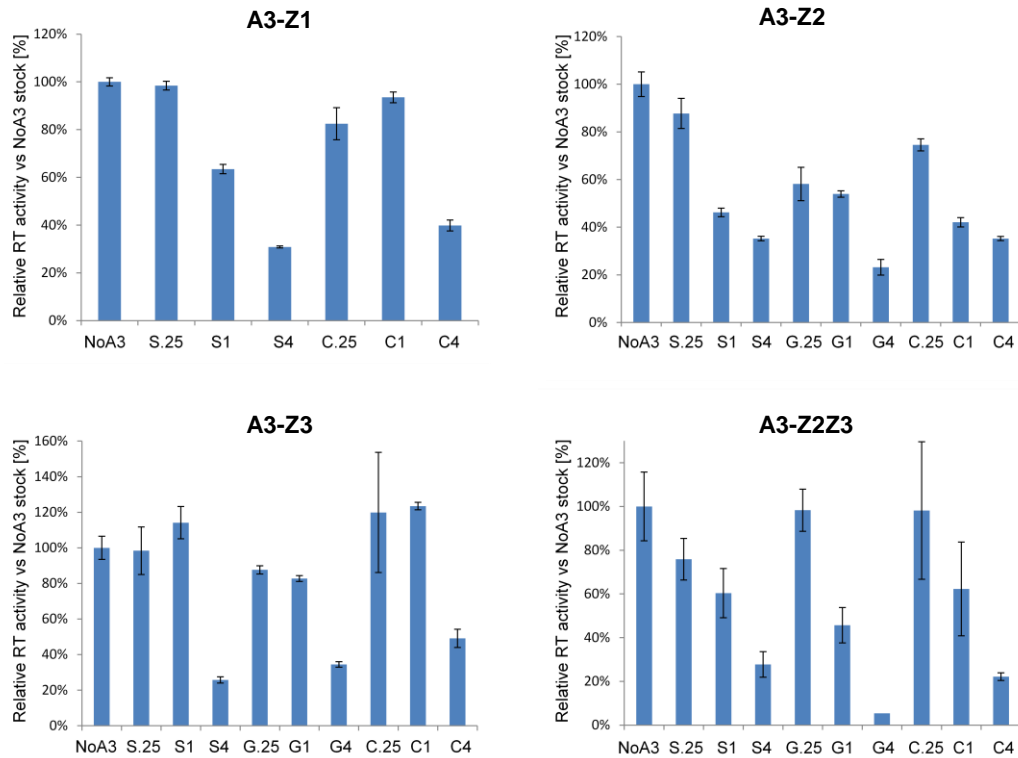 A3-Z1
Relative RT activity vs NoA3 stock [%]
120%
100%
80%
60%
40%
20%
0%
NoA3 S.25 S1 S4 C.25 C1 C4
A3-Z2
Relative RT activity vs NoA3 stock [%]
120%
100%
80%
60%
40%
20%
0%
NoA3 S.25 S1 S4 G.25 G1 G4 C.25 C1 C4
A3-Z3
Relative RT activity vs NoA3 stock [%]
160%
140%
120%
100%
80%
60%
40%
20%
0%
NoA3 S.25 S1 S4 G.25 G1 G4 C.25 C1 C4
A3-Z2Z3
Relative RT activity vs NoA3 stock [%]
120%
100%
80%
60%
40%
20%
0%
NoA3 S.25 S1 S4 G.25 G1 G4 C.25 C1 C4